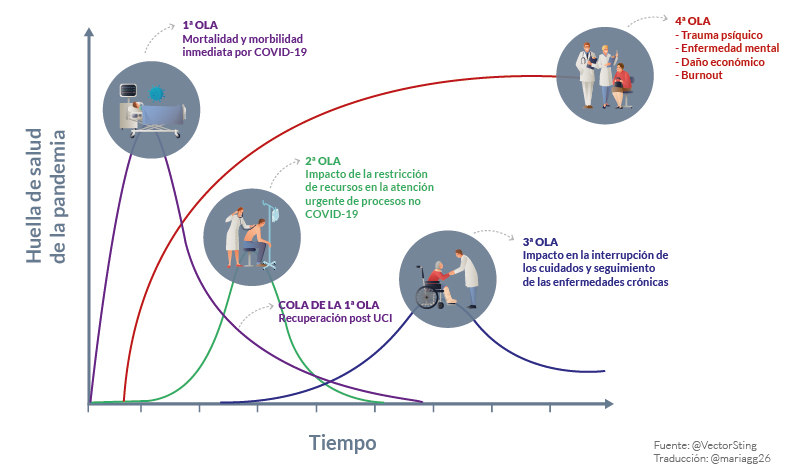 1ª OLA
Mortalidad y morbilidad
inmediata por COVID-19
4ª OLA
- Trauma psíquico
- Enfermedad mental
- Daño económico
- Burnout
Huella de salud
de la pandemia
2ª OLA
Impacto de la restricción
de recursos en la atención
urgente de procesos no
COVID-19
3ª OLA
Impacto en la interrupción de
los cuidados y seguimiento
de las enfermedades crónicas
COLA DE LA 1ª OLA
Recuperación post UCI
Tiempo
Fuente: @VectorSting
Traducción: @mariagg26